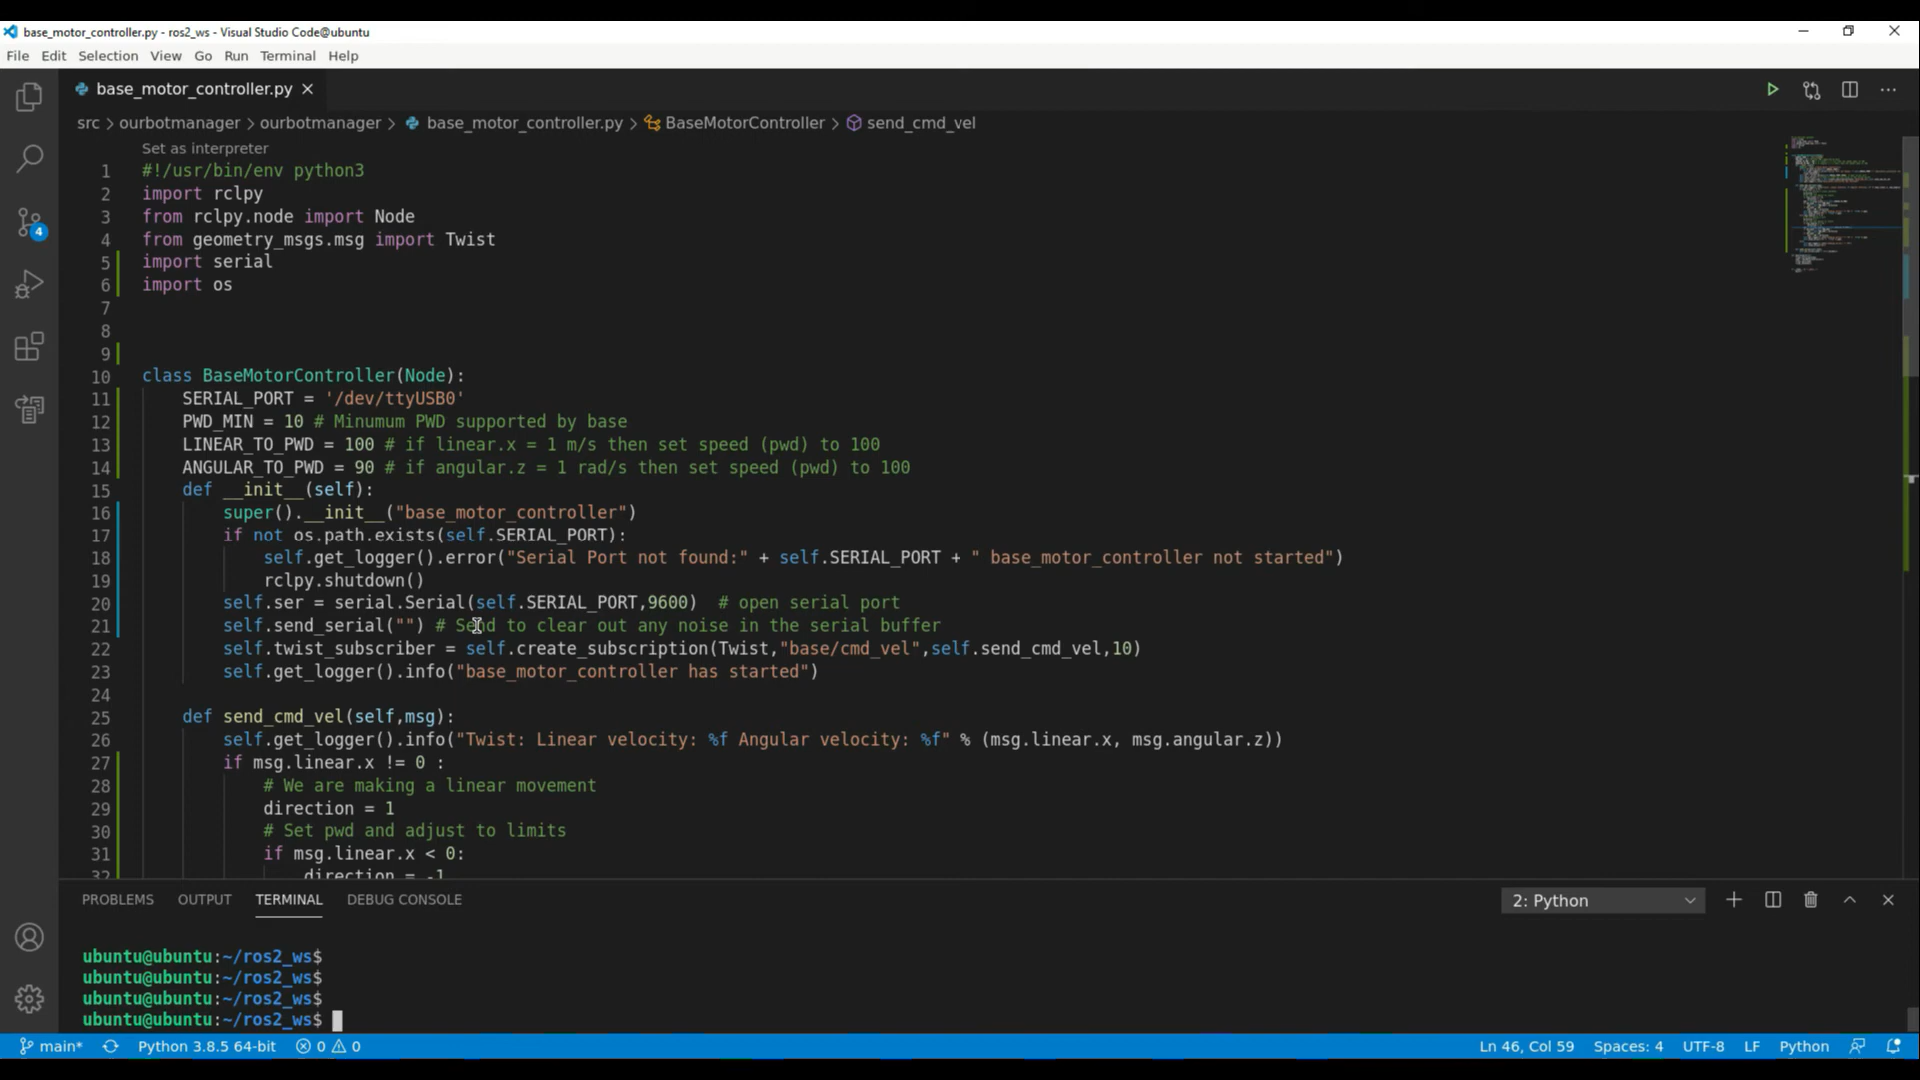 base_motor_controller.py - ros2_ws - Visual Studio Code@ubuntu
File Edit Selection View Go Run Terminal Help
base_motor_controller.py
src > ourbotmanager > ourbotmanager > base_motor_controller.py > BaseMotorController > send_cmd_vel
Set as interpreter
1 #!/usr/bin/env python3
2 import rclpy
3 from rclpy.node import Node
4 from geometry_msgs.msg import Twist
5 import serial
6 import os
7
8
9
10 class BaseMotorController(Node):
11 SERIAL_PORT = '/dev/ttyUSB0'
12 PWD_MIN = 10 # Minumum PWD supported by base
13 LINEAR_TO_PWD = 100 # if linear.x = 1 m/s then set speed (pwd) to 100
14 ANGULAR_TO_PWD = 90 # if angular.z = 1 rad/s then set speed (pwd) to 100
15 def __init__(self):
16 super().__init__("base_motor_controller")
17 if not os.path.exists(self.SERIAL_PORT):
18 self.get_logger().error("Serial Port not found:" + self.SERIAL_PORT + " base_motor_controller not started")
19 rclpy.shutdown()
20 self.ser = serial.Serial(self.SERIAL_PORT,9600) # open serial port
21 self.send_serial("") # Send to clear out any noise in the serial buffer
22 self.twist_subscriber = self.create_subscription(Twist,"base/cmd_vel",self.send_cmd_vel,10)
23 self.get_logger().info("base_motor_controller has started")
24
25 def send_cmd_vel(self,msg):
26 self.get_logger().info("Twist: Linear velocity: %f Angular velocity: %f" % (msg.linear.x, msg.angular.z))
27 if msg.linear.x != 0 :
28 # We are making a linear movement
29 direction = 1
30 # Set pwd and adjust to limits
31 if msg.linear.x < 0:
32 direction = -1
4
PROBLEMS OUTPUT TERMINAL DEBUG CONSOLE 2: Python
ubuntu@ubuntu:~/ros2_ws$
ubuntu@ubuntu:~/ros2_ws$
ubuntu@ubuntu:~/ros2_ws$
ubuntu@ubuntu:~/ros2_ws$
main* Python 3.8.5 64-bit 0 0 Ln 46, Col 59 Spaces: 4 UTF-8 LF Python